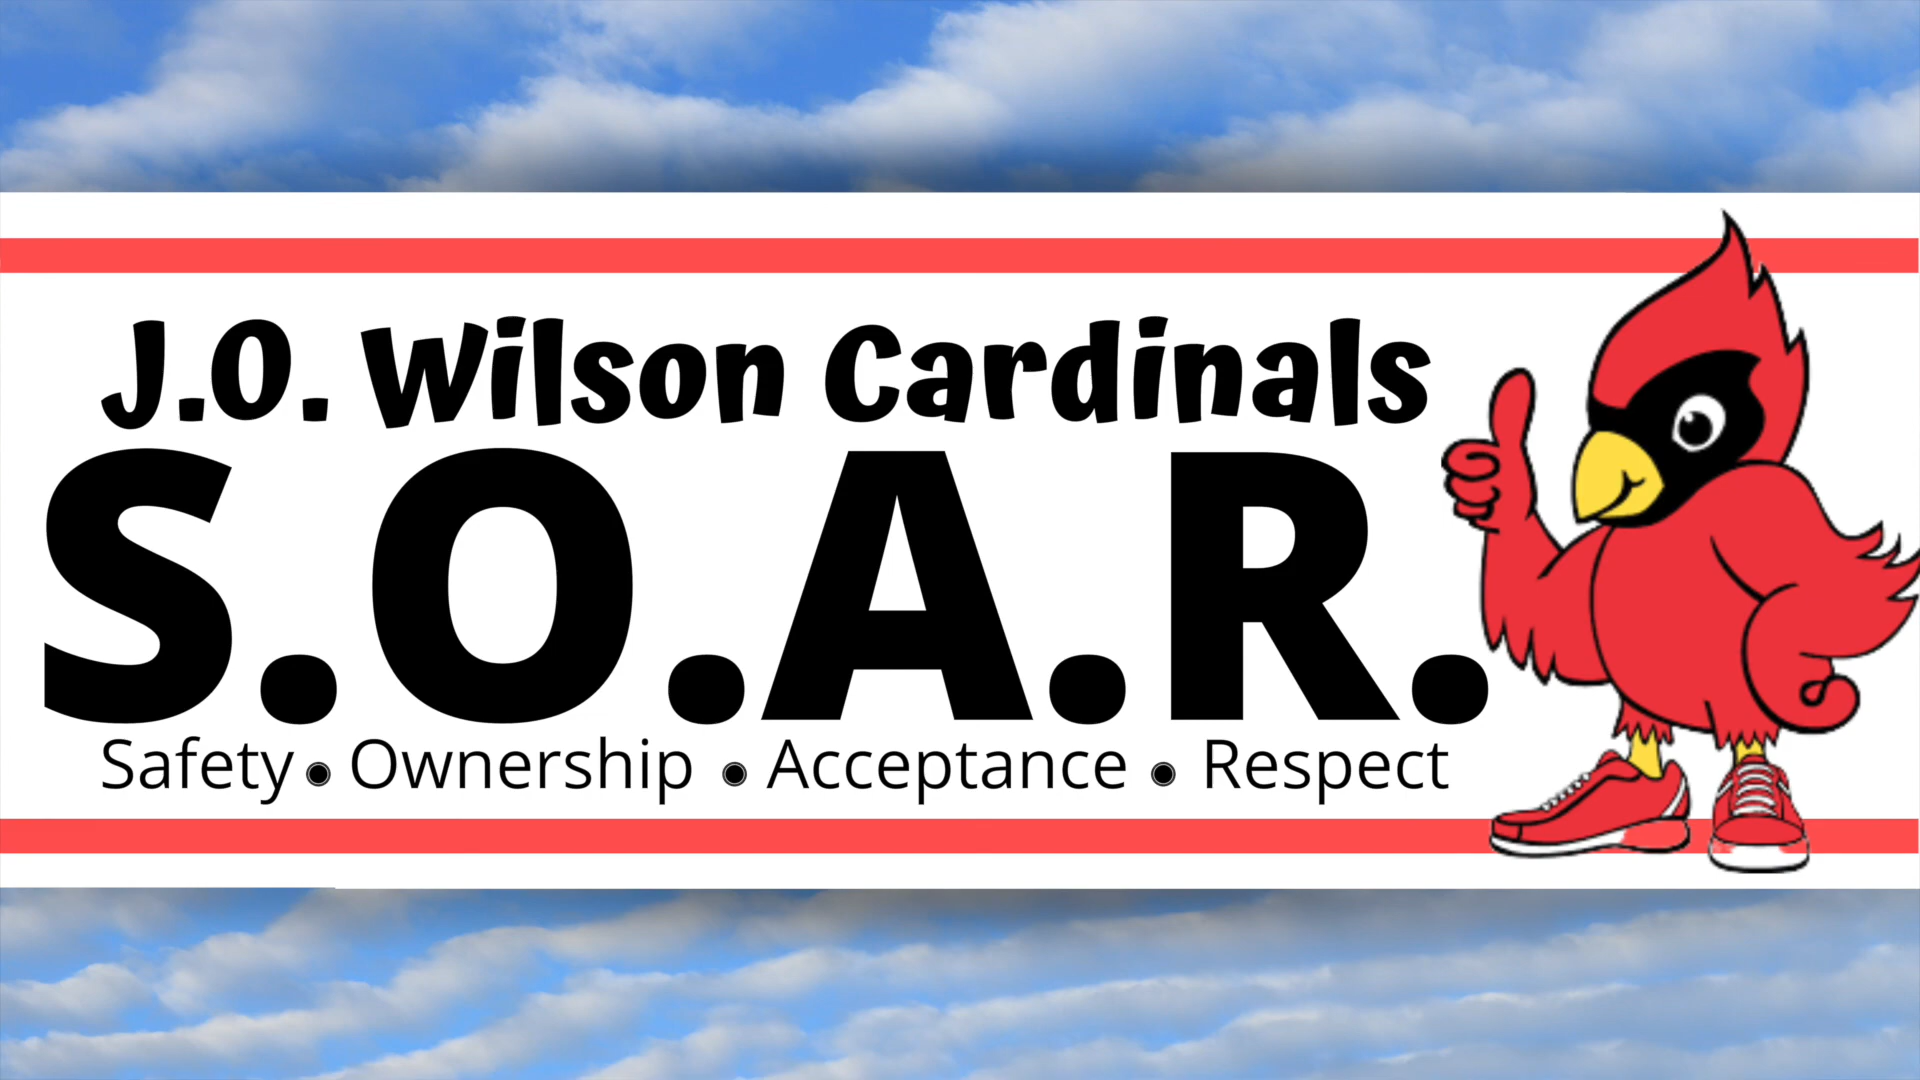 J.O. Wilson Cardinals
S.O.A.R.
Safety ◉ Ownership ◉ Acceptance ◉ Respect